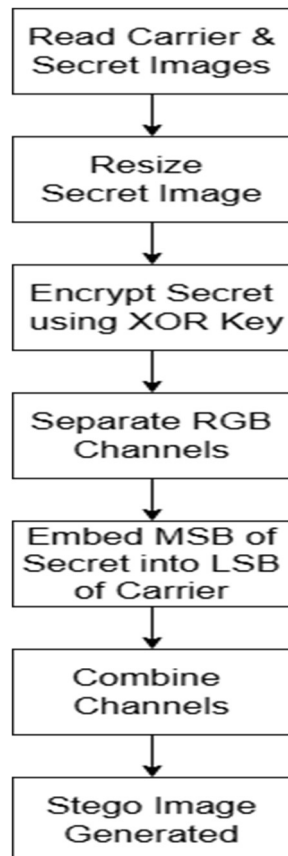 Read Carrier &
Secret Images
Resize
Secret Image
Encrypt Secret
using XOR Key
Separate RGB
Channels
Embed MSB of
Secret into LSB
of Carrier
Combine
Channels
Stego Image
Generated